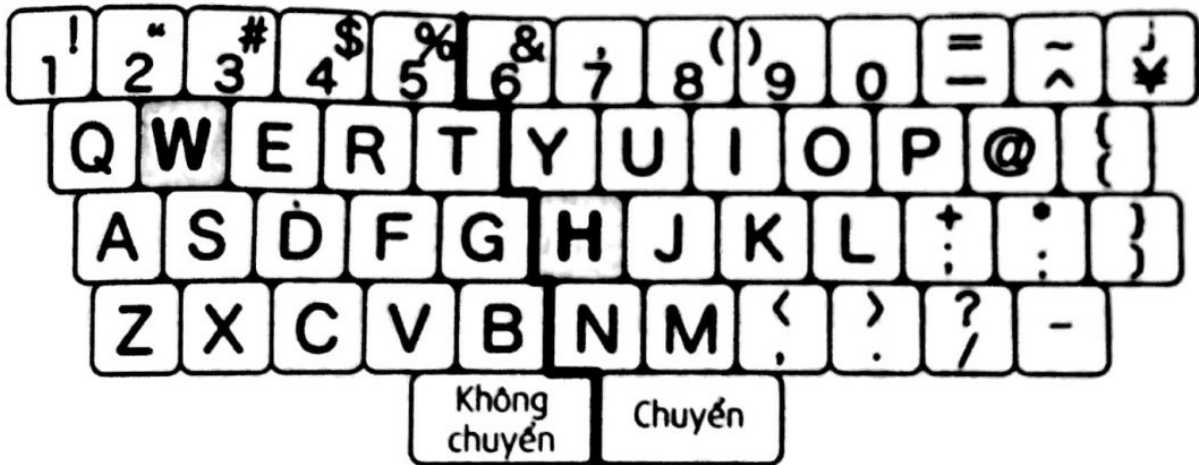 ! " # $ % & ' ( ) = ~ j
1 2 3 4 5 6 7 8 9 0 — ^ ¥
Q W E R T Y U I O P @ {
A S D F G H J K L + ; * : } )
Z X C V B N M < , > . ? / -
Không Chuyển
chuyển